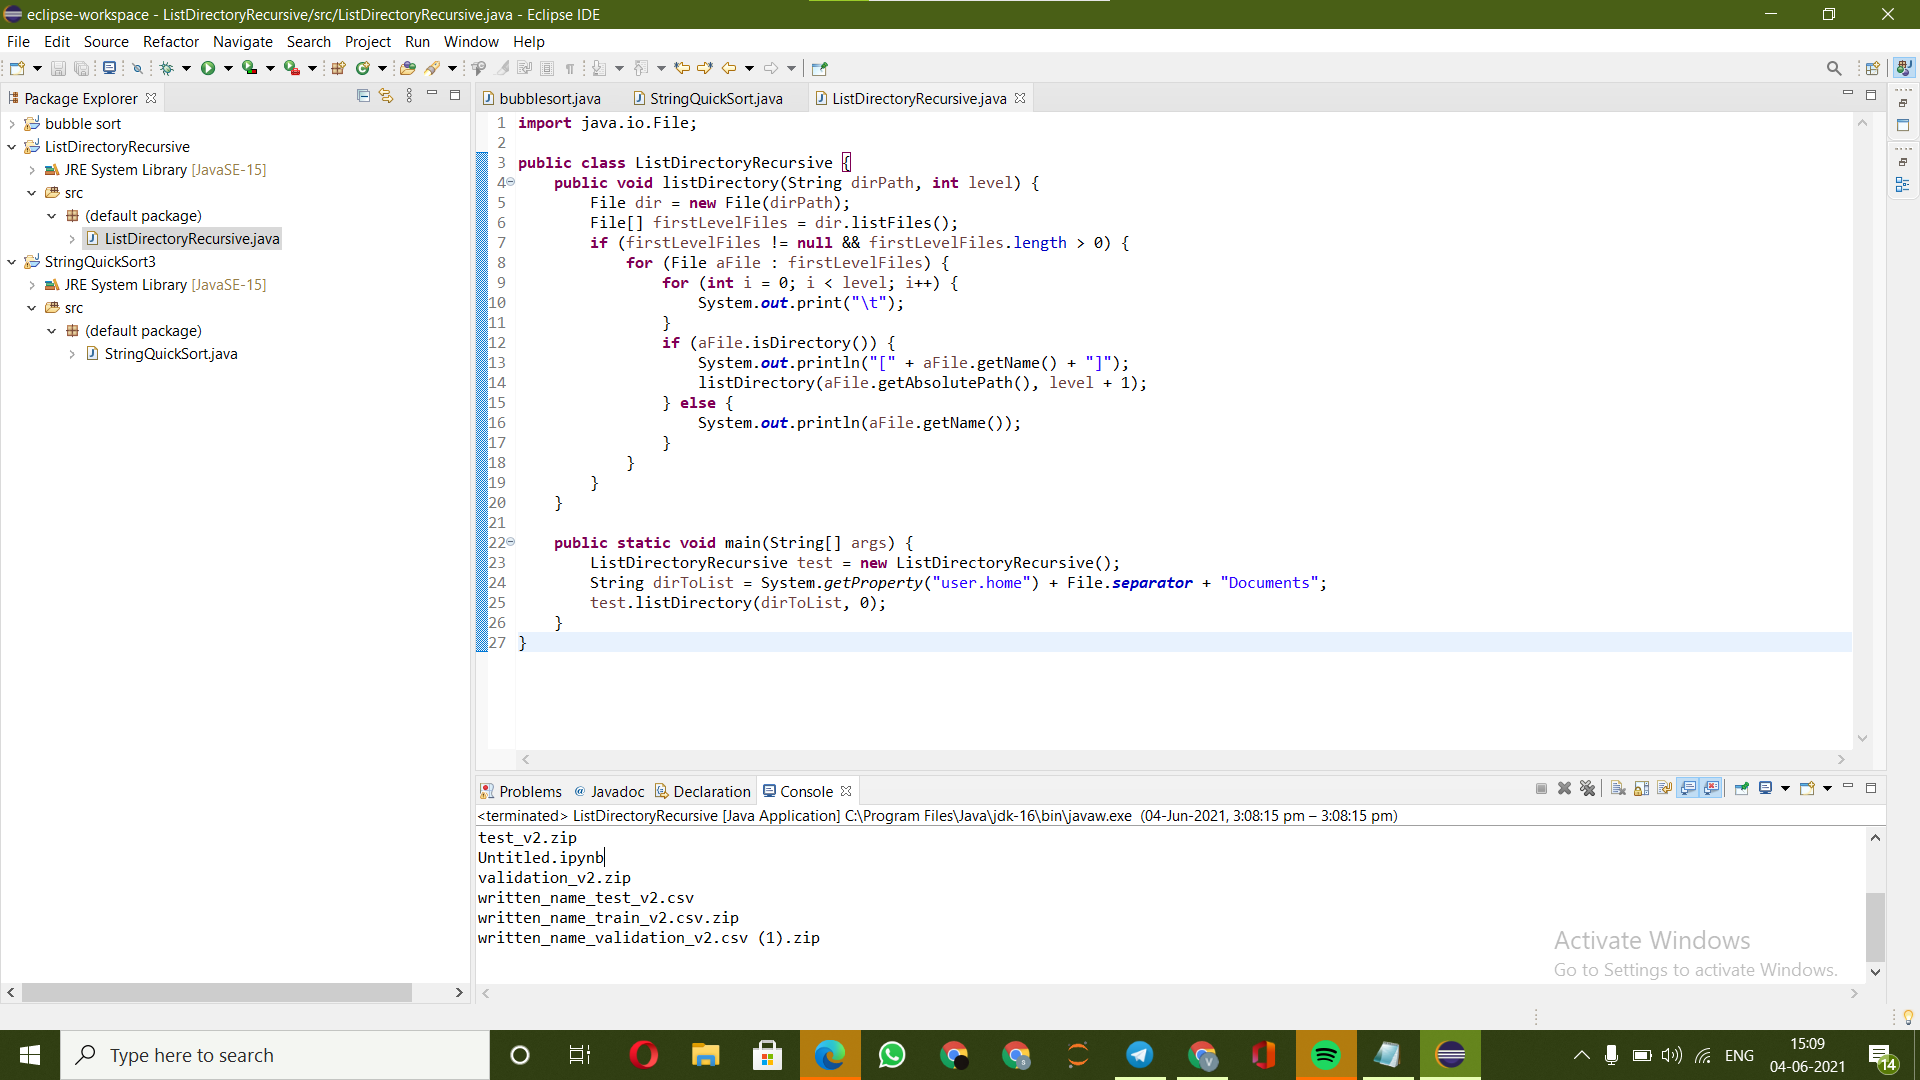 eclipse-workspace - ListDirectoryRecursive/src/ListDirectoryRecursive.java - Eclipse IDE
File Edit Source Refactor Navigate Search Project Run Window Help
Package Explorer
bubble sort
ListDirectoryRecursive
JRE System Library [JavaSE-15]
src
(default package)
ListDirectoryRecursive.java
StringQuickSort3
JRE System Library [JavaSE-15]
src
(default package)
StringQuickSort.java
bubblesort.java StringQuickSort.java ListDirectoryRecursive.java
1 import java.io.File;
2
3 public class ListDirectoryRecursive {
4 public void listDirectory(String dirPath, int level) {
5 File dir = new File(dirPath);
6 File[] firstLevelFiles = dir.listFiles();
7 if (firstLevelFiles != null && firstLevelFiles.length > 0) {
8 for (File aFile : firstLevelFiles) {
9 for (int i = 0; i < level; i++) {
10 System.out.print("\t");
11 }
12 if (aFile.isDirectory()) {
13 System.out.println("[" + aFile.getName() + "]");
14 listDirectory(aFile.getAbsolutePath(), level + 1);
15 } else {
16 System.out.println(aFile.getName());
17 }
18 }
19 }
20 }
21
22 public static void main(String[] args) {
23 ListDirectoryRecursive test = new ListDirectoryRecursive();
24 String dirToList = System.getProperty("user.home") + File.separator + "Documents";
25 test.listDirectory(dirToList, 0);
26 }
27 }
Problems @ Javadoc Declaration Console
<terminated> ListDirectoryRecursive [Java Application] C:\Program Files\Java\jdk-16\bin\javaw.exe (04-Jun-2021, 3:08:15 pm – 3:08:15 pm)
test_v2.zip
Untitled.ipynb
validation_v2.zip
written_name_test_v2.csv
written_name_train_v2.csv.zip
written_name_validation_v2.csv (1).zip
Activate Windows
Go to Settings to activate Windows.
Type here to search
ENG
15:09
04-06-2021
14